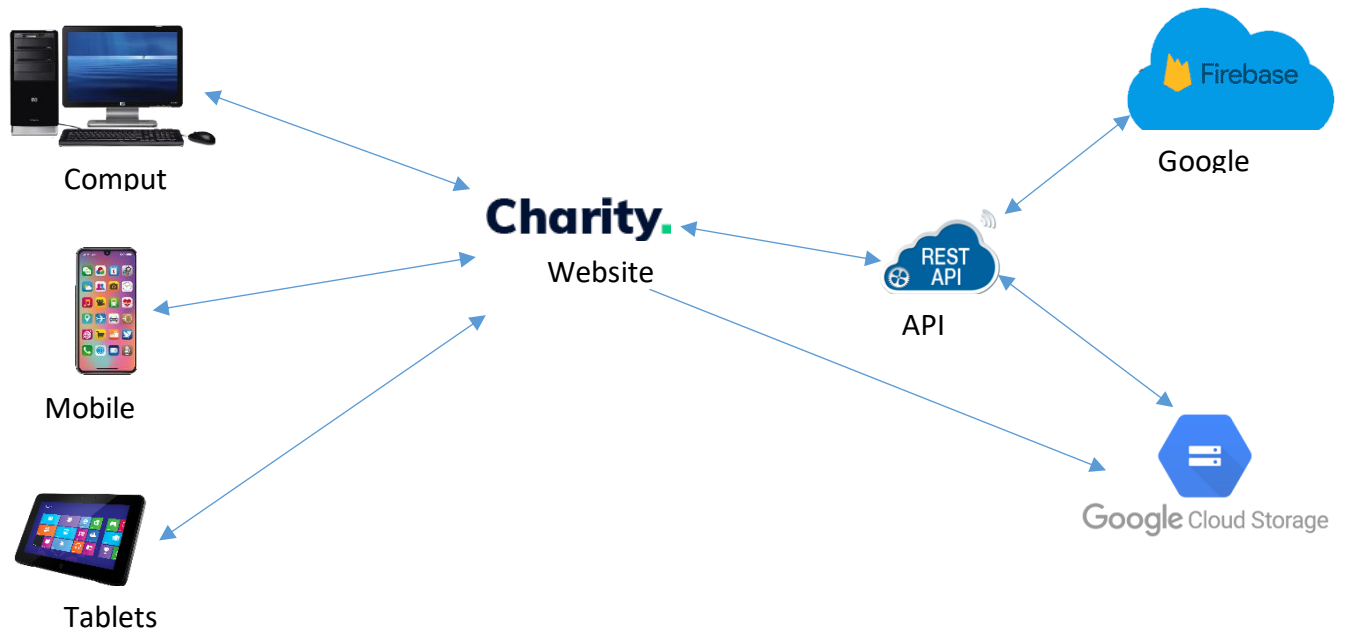 Comput
Mobile
Tablets
Charity.
Website
REST
API
API
Firebase
Google
Google Cloud Storage